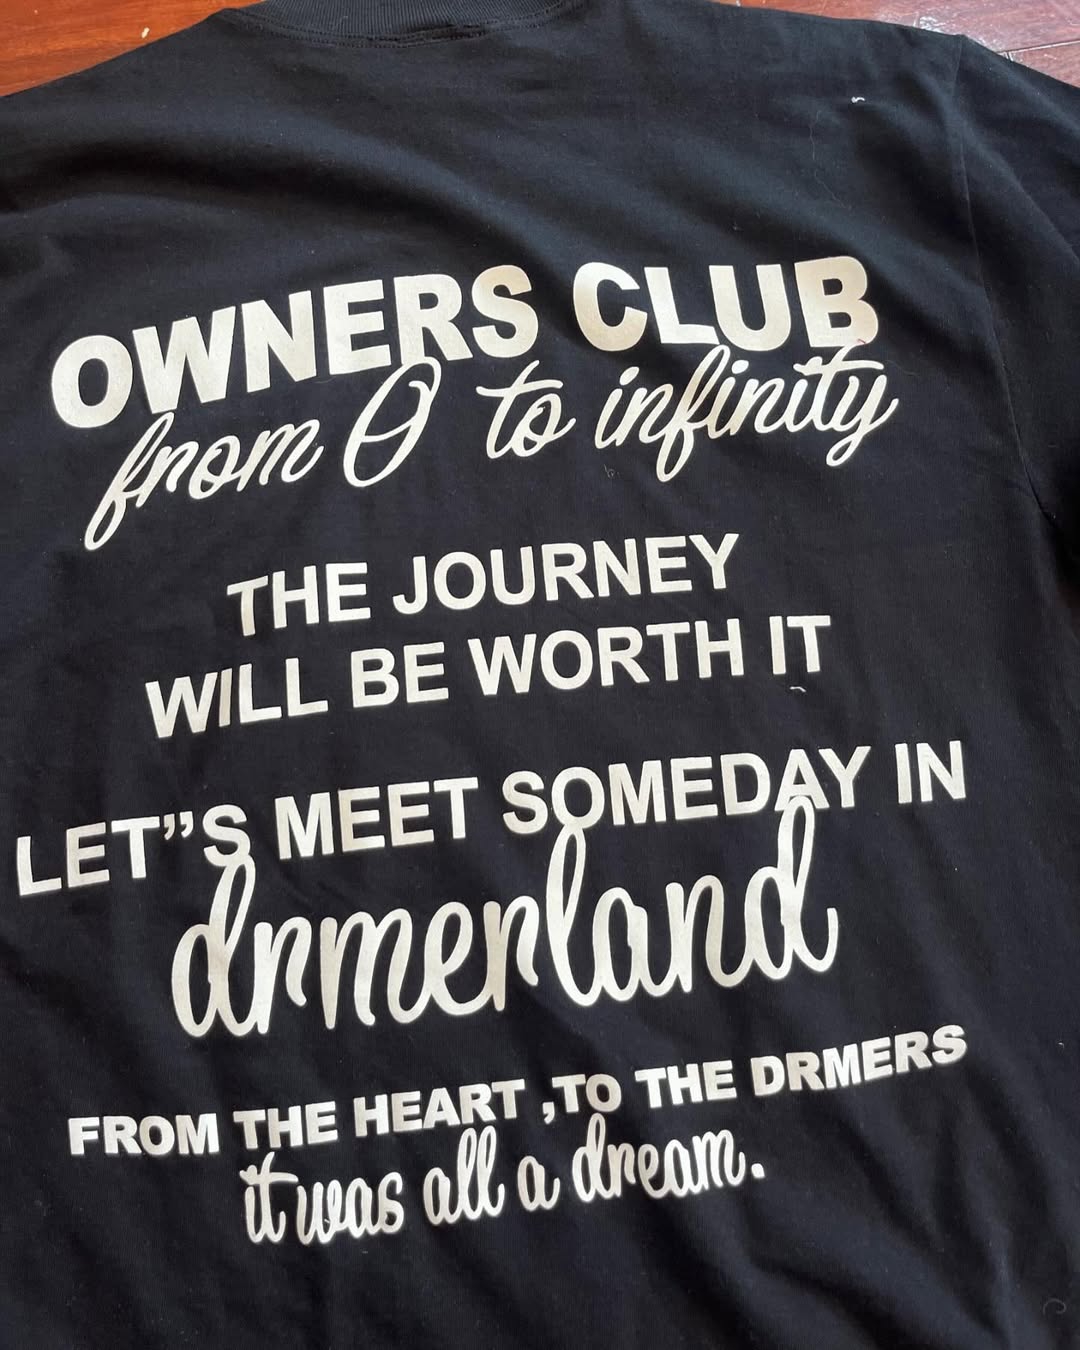 OWNERS CLUB
from 0 to infinity
THE JOURNEY
WILL BE WORTH IT
LET”S MEET SOMEDAY IN
drmerland
FROM THE HEART ,TO THE DRMERS
it was all a dream.